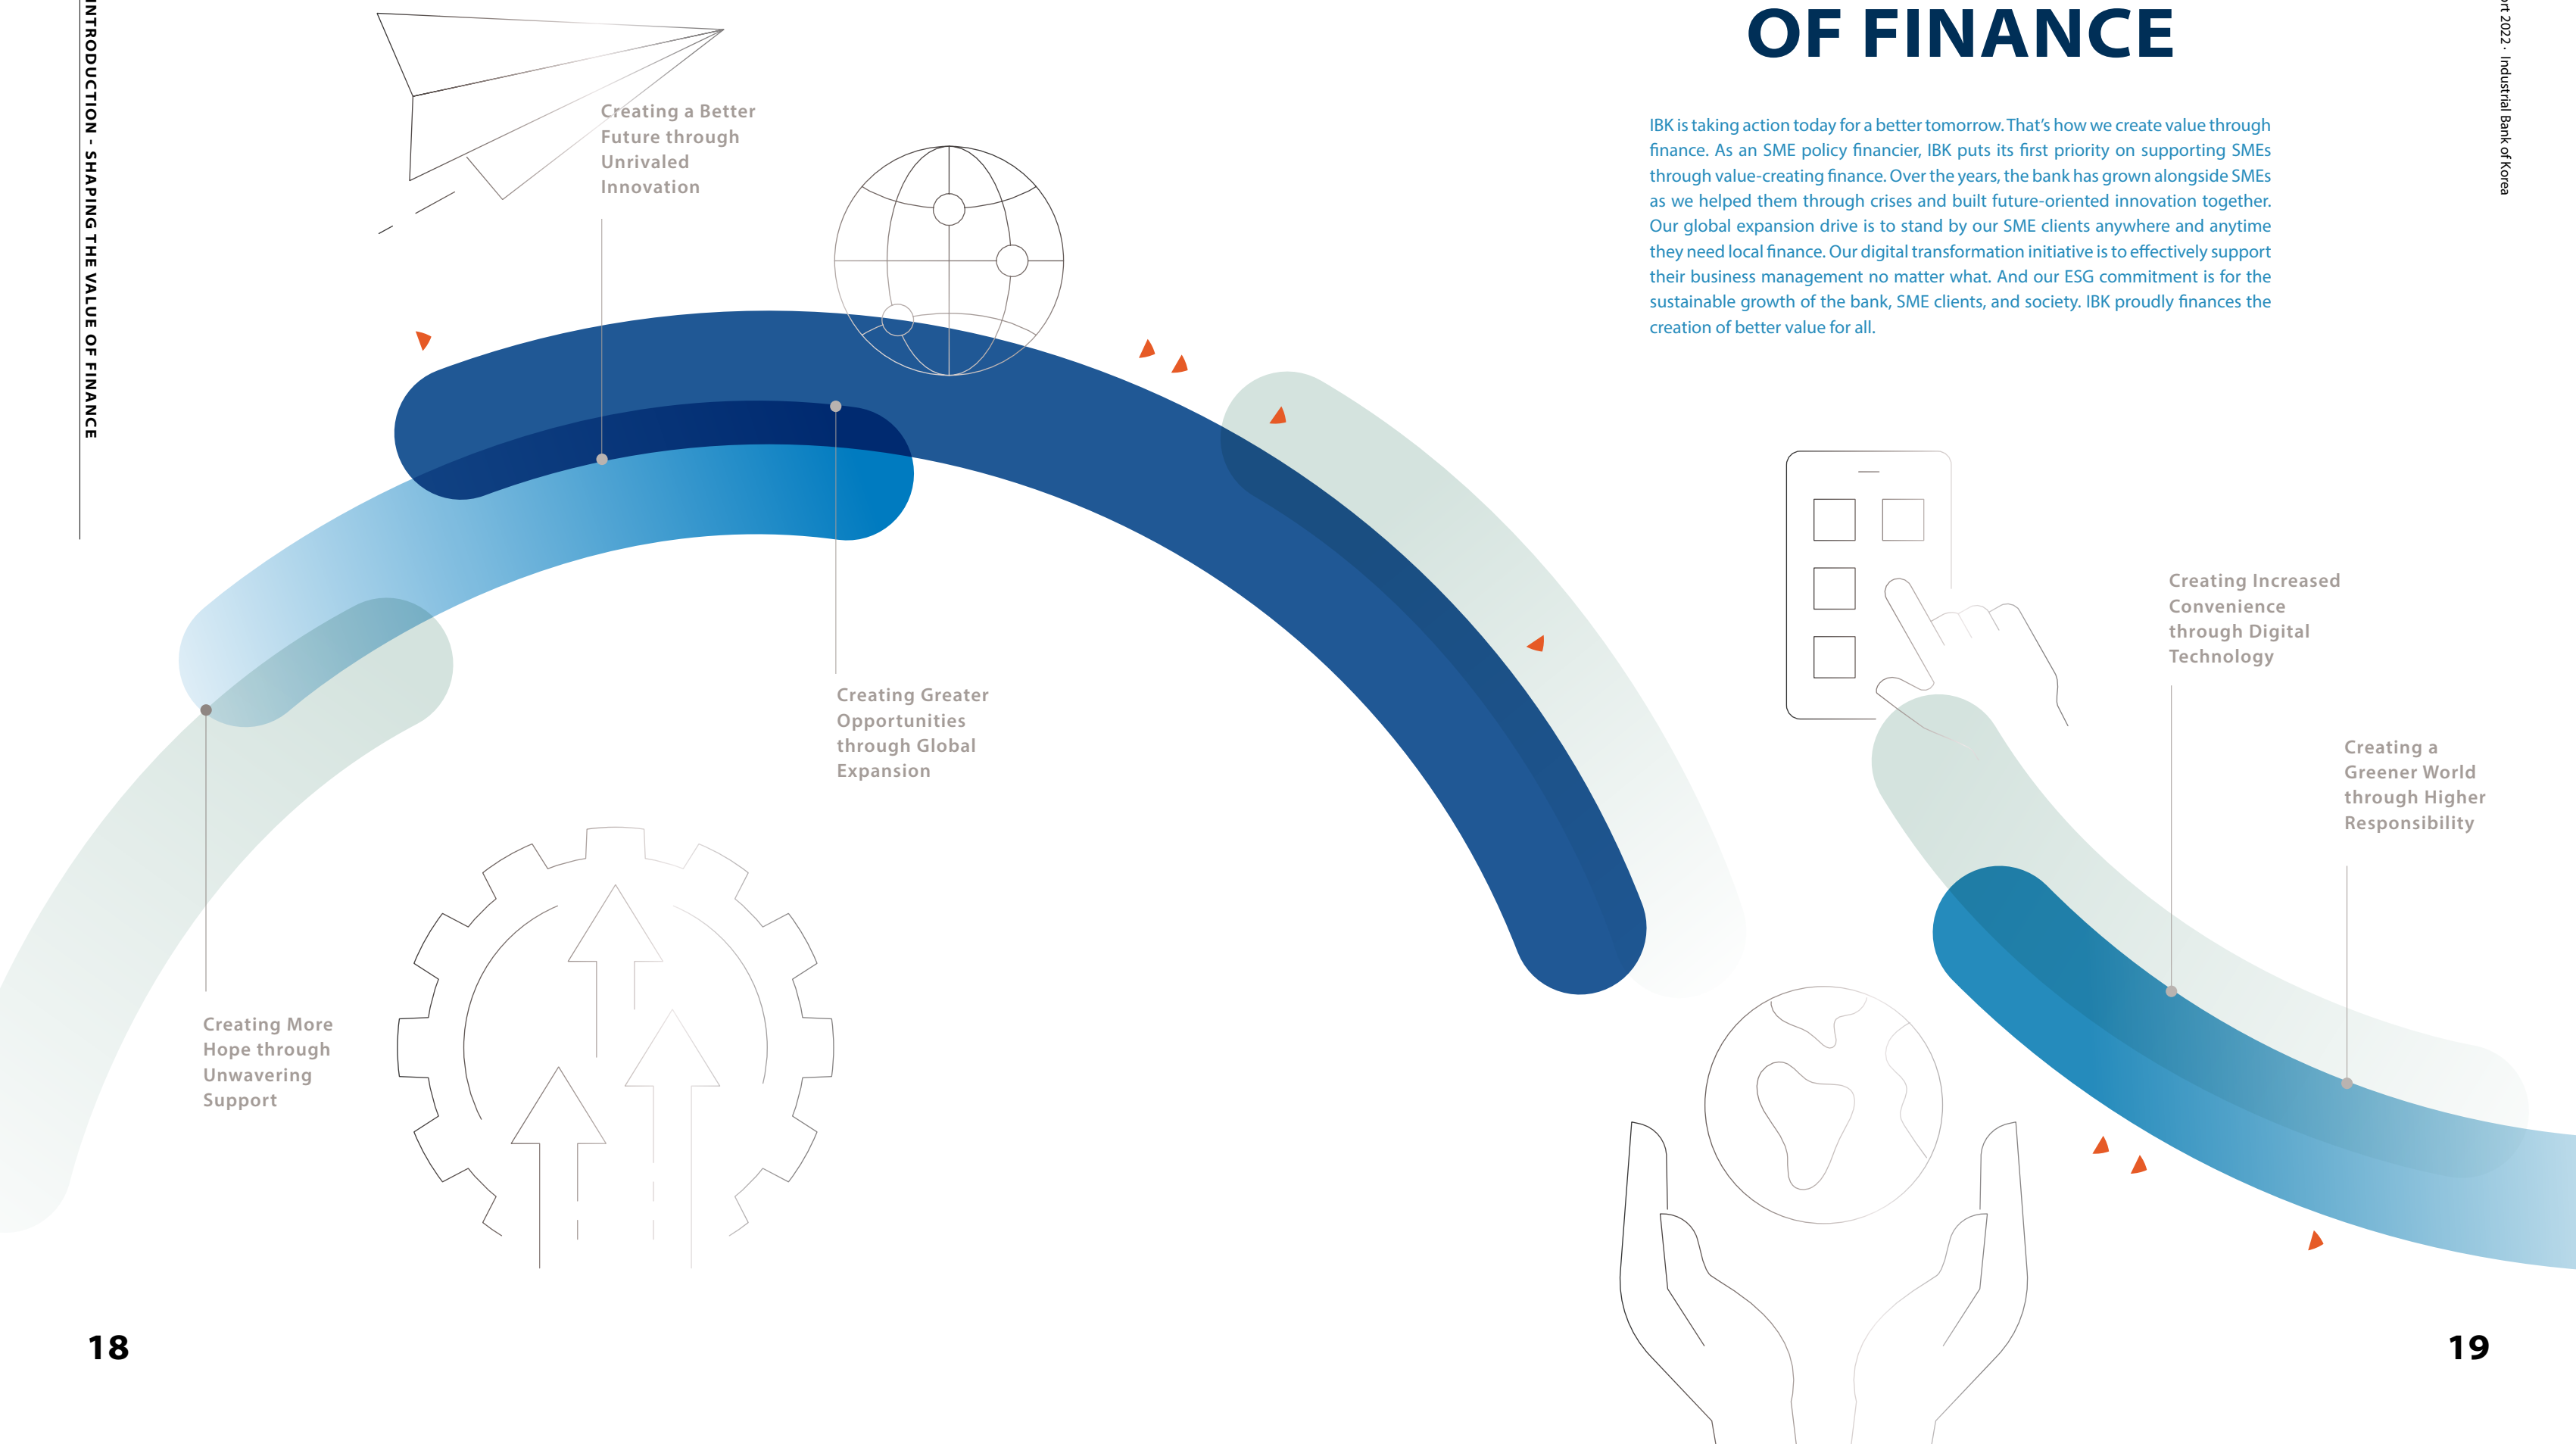 INTRODUCTION - SHAPING THE VALUE OF FINANCE
Creating a Better
Future through
Unrivaled
Innovation
Creating Greater
Opportunities
through Global
Expansion
Creating More
Hope through
Unwavering
Support
18
OF FINANCE
IBK is taking action today for a better tomorrow. That’s how we create value through
finance. As an SME policy financier, IBK puts its first priority on supporting SMEs
through value-creating finance. Over the years, the bank has grown alongside SMEs
as we helped them through crises and built future-oriented innovation together.
Our global expansion drive is to stand by our SME clients anywhere and anytime
they need local finance. Our digital transformation initiative is to effectively support
their business management no matter what. And our ESG commitment is for the
sustainable growth of the bank, SME clients, and society. IBK proudly finances the
creation of better value for all.
2022 · Industrial Bank of Korea
Creating Increased
Convenience
through Digital
Technology
Creating a
Greener World
through Higher
Responsibility
19